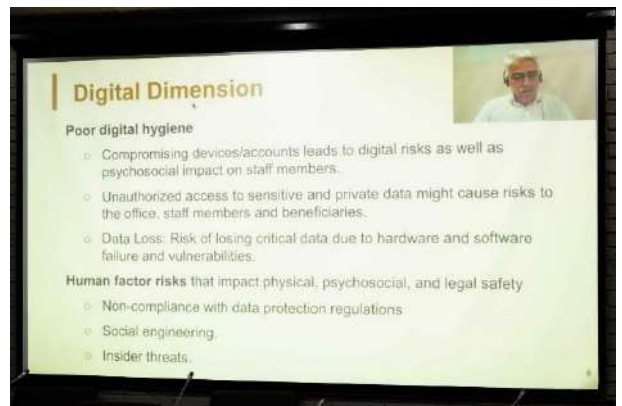 Digital Dimension
Poor digital hygiene
○ Compromising devices/accounts leads to digital risks as well as
psychosocial impact on staff members.
○ Unauthorized access to sensitive and private data might cause risks to
the office, staff members and beneficiaries.
○ Data Loss: Risk of losing critical data due to hardware and software
failure and vulnerabilities.
Human factor risks that impact physical, psychosocial, and legal safety
○ Non-compliance with data protection regulations
○ Social engineering.
○ Insider threats.